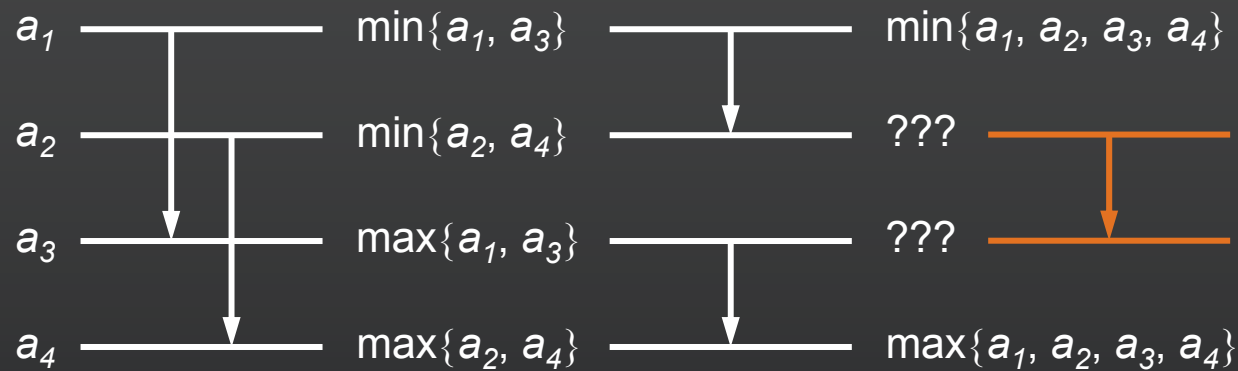 a1 min{a1, a3} min{a1, a2, a3, a4}
a2 min{a2, a4} ???
a3 max{a1, a3} ???
a4 max{a2, a4} max{a1, a2, a3, a4}